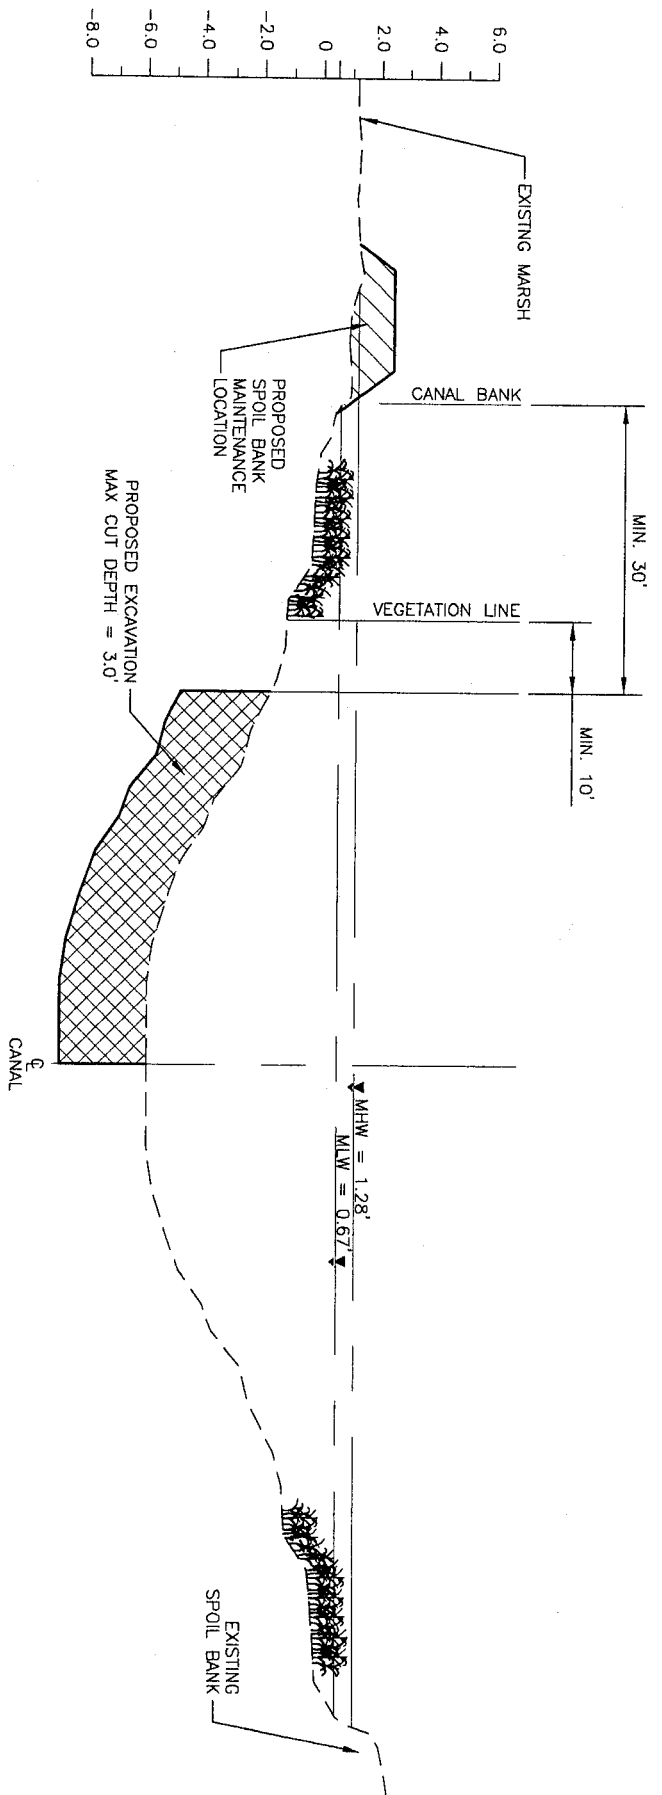 6.0
4.0
2.0
0
-2.0
-4.0
-6.0
-8.0
EXISTNG MARSH
PROPOSED
SPOIL BANK
MAINTENANCE
LOCATION
CANAL BANK
MIN. 30'
VEGETATION LINE
MIN. 10'
PROPOSED EXCAVATION
MAX CUT DEPTH = 3.0'
℄
CANAL
MHW = 1.28'
MLW = 0.67'
EXISTING
SPOIL BANK